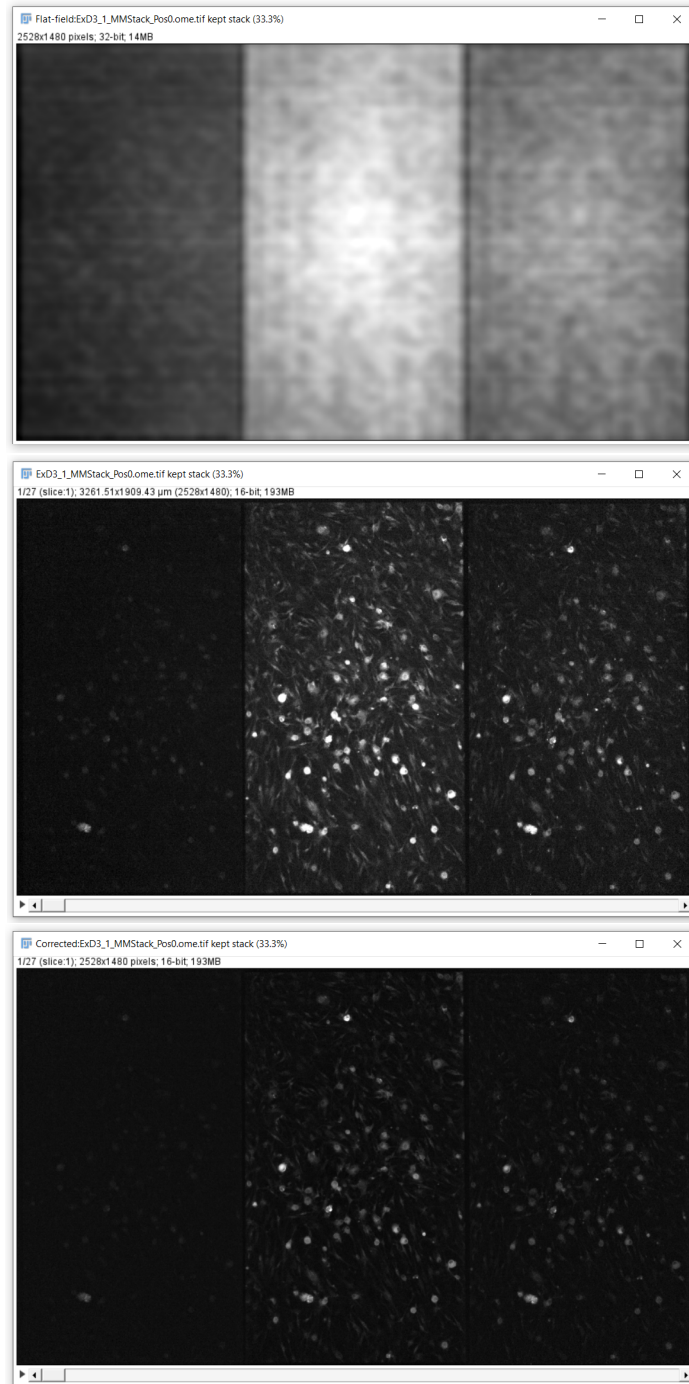 Flat-field:ExD3_1_MMStack_Pos0.ome.tif kept stack (33.3%)
2528x1480 pixels; 32-bit; 14MB
ExD3_1_MMStack_Pos0.ome.tif kept stack (33.3%)
1/27 (slice:1); 3261.51x1909.43 µm (2528x1480); 16-bit; 193MB
Corrected:ExD3_1_MMStack_Pos0.ome.tif kept stack (33.3%)
1/27 (slice:1); 2528x1480 pixels; 16-bit; 193MB